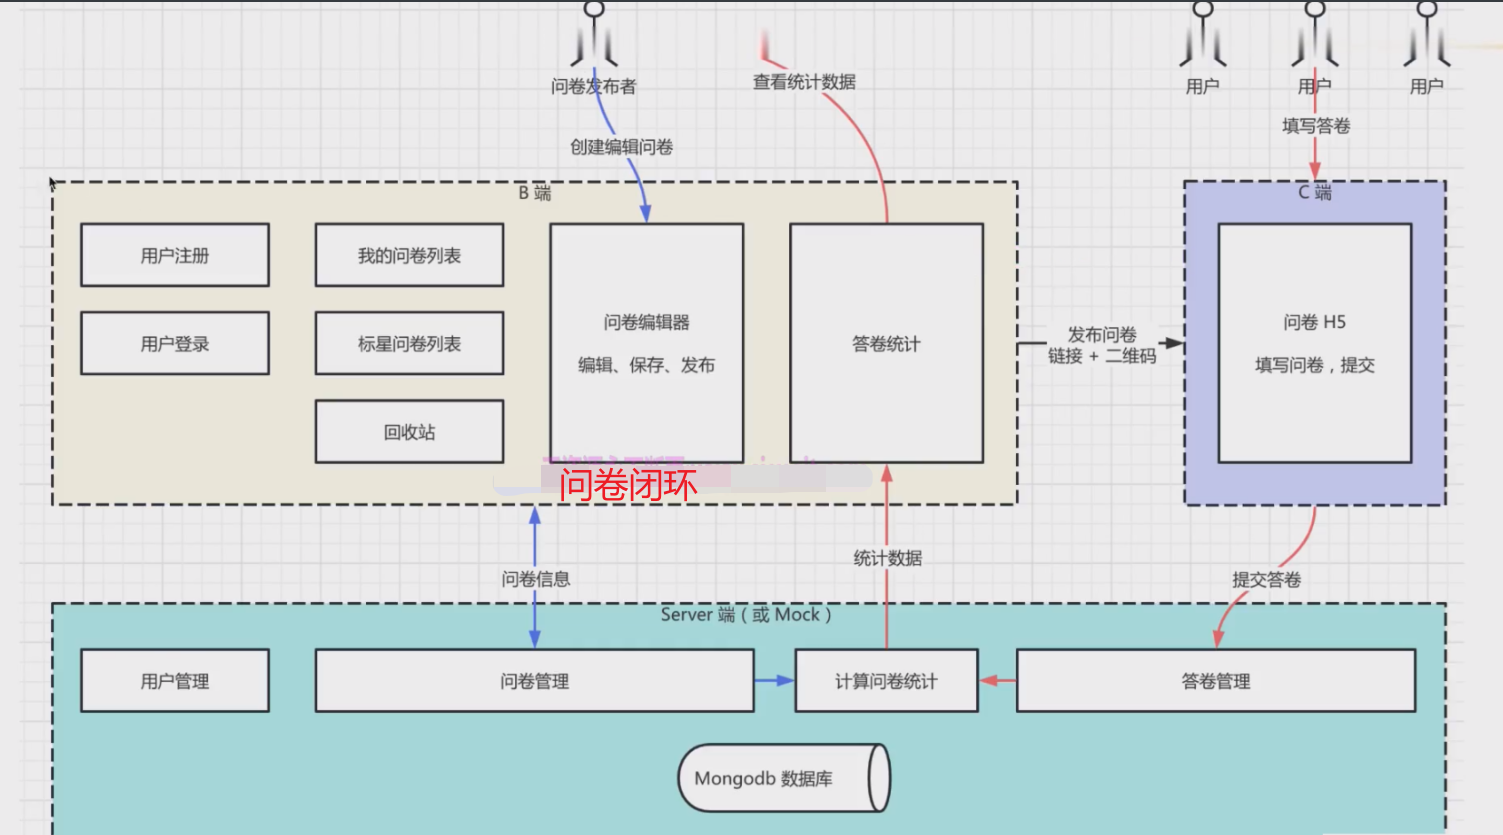 问卷发布者
查看统计数据
用户
用户
用户
创建编辑问卷
填写答卷
B 端
C 端
用户注册
我的问卷列表
问卷编辑器
编辑、保存、发布
答卷统计
用户登录
标星问卷列表
回收站
发布问卷
链接 + 二维码
问卷 H5
填写问卷，提交
问卷闭环
问卷信息
统计数据
提交答卷
Server 端（或 Mock）
用户管理
问卷管理
计算问卷统计
答卷管理
Mongodb 数据库